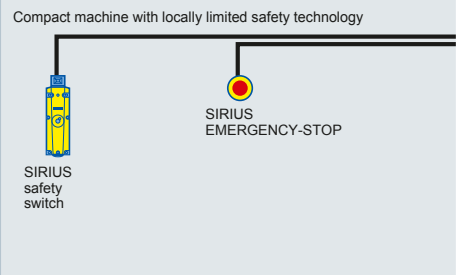 Compact machine with locally limited safety technology
SIRIUS
EMERGENCY-STOP
SIRIUS
safety
switch